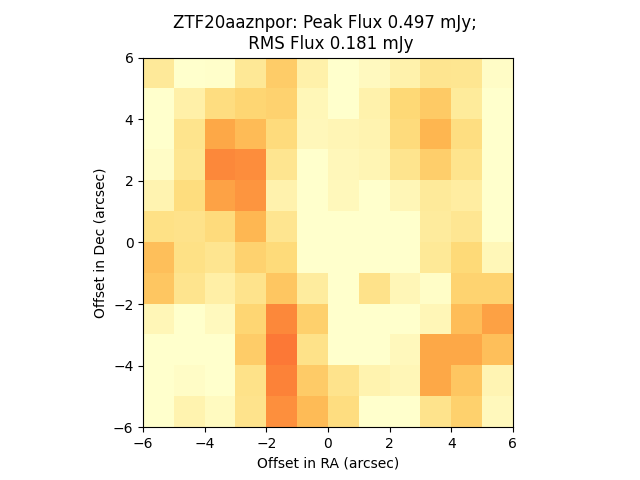 ZTF20aaznpor: Peak Flux 0.497 mJy;
RMS Flux 0.181 mJy
6
4
2
0
−2
−4
−6
Offset in Dec (arcsec)
−6 −4 −2 0 2 4 6
Offset in RA (arcsec)